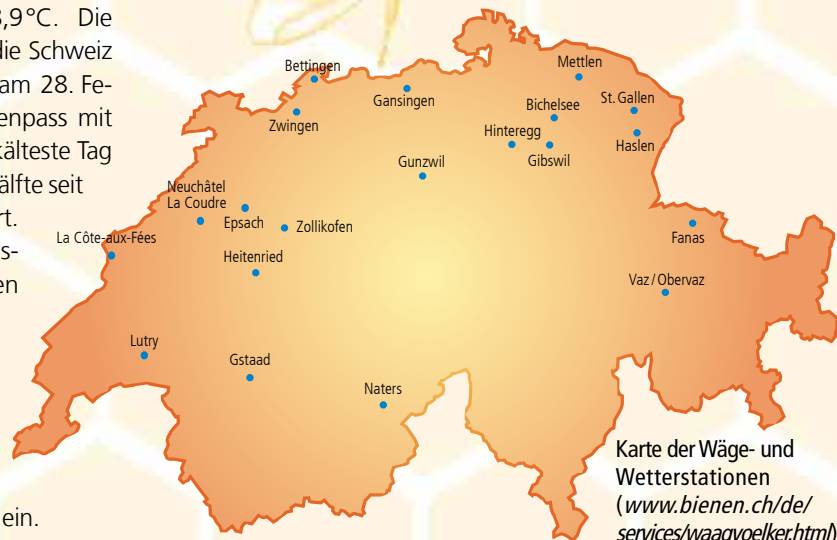 8,9 °C. Die
die Schweiz
am 28. Fe-
enpass mit
kälteste Tag
älfte seit
rt.
s-
en
ein.
Bettingen
Zwingen
Gansingen
Mettlen
Bichelsee
St. Gallen
Hinteregg
Gibswil
Haslen
Gunzwil
Neuchâtel
La Coudre
Epsach
Zollikofen
La Côte-aux-Fées
Heitenried
Fanas
Vaz / Obervaz
Lutry
Gstaad
Naters
Karte der Wäge- und
Wetterstationen
(www.bienen.ch/de/
services/waagvoelker.html)